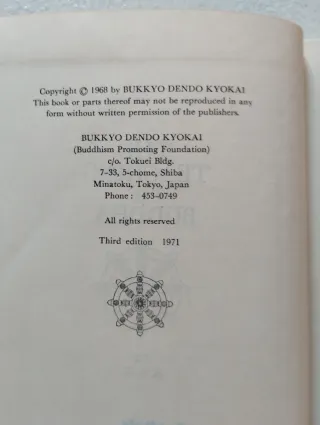 Copyright © 1968 by BUKKYO DENDO KYOKAI
This book or parts thereof may not be reproduced in any
form without written permission of the publishers.
BUKKYO DENDO KYOKAI
(Buddhism Promoting Foundation)
c/o. Tokuei Bldg.
7-33, 5-chome, Shiba
Minatoku, Tokyo, Japan
Phone: 453-0749
All rights reserved
Third edition 1971